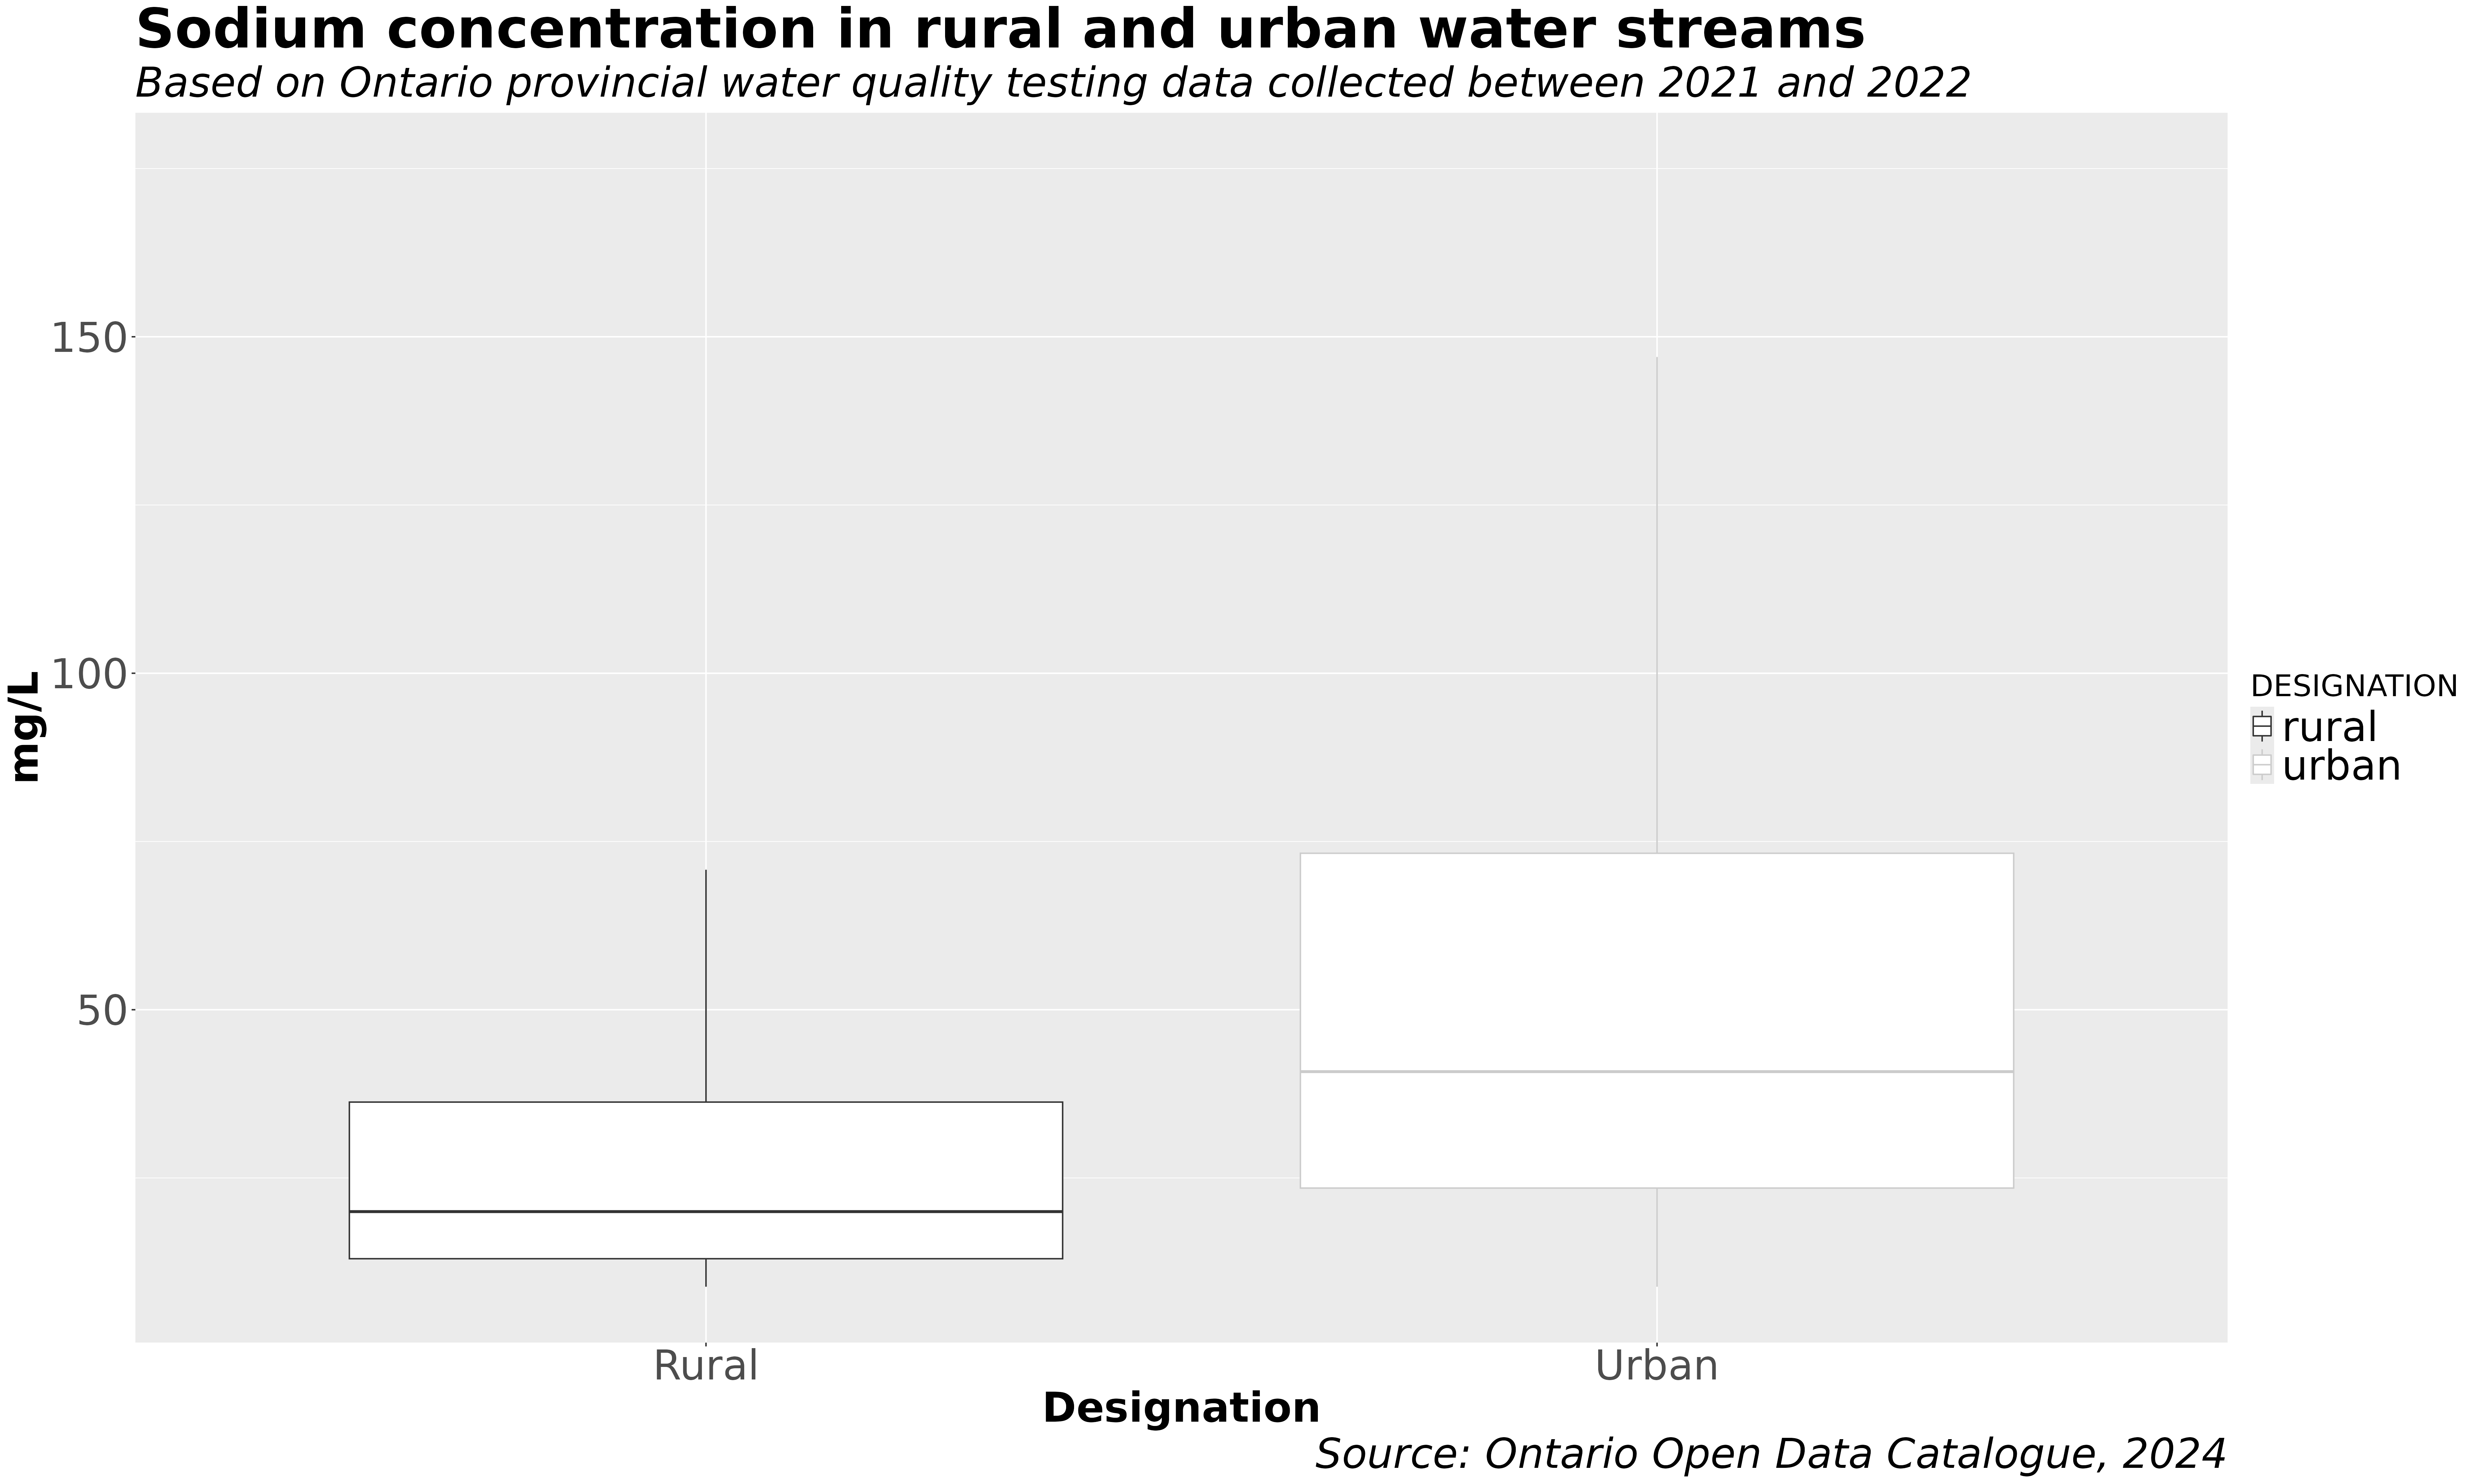 Sodium concentration in rural and urban water streams
Based on Ontario provincial water quality testing data collected between 2021 and 2022
150
100
50
mg/L
Rural
Urban
Designation
DESIGNATION
rural
urban
Source: Ontario Open Data Catalogue, 2024